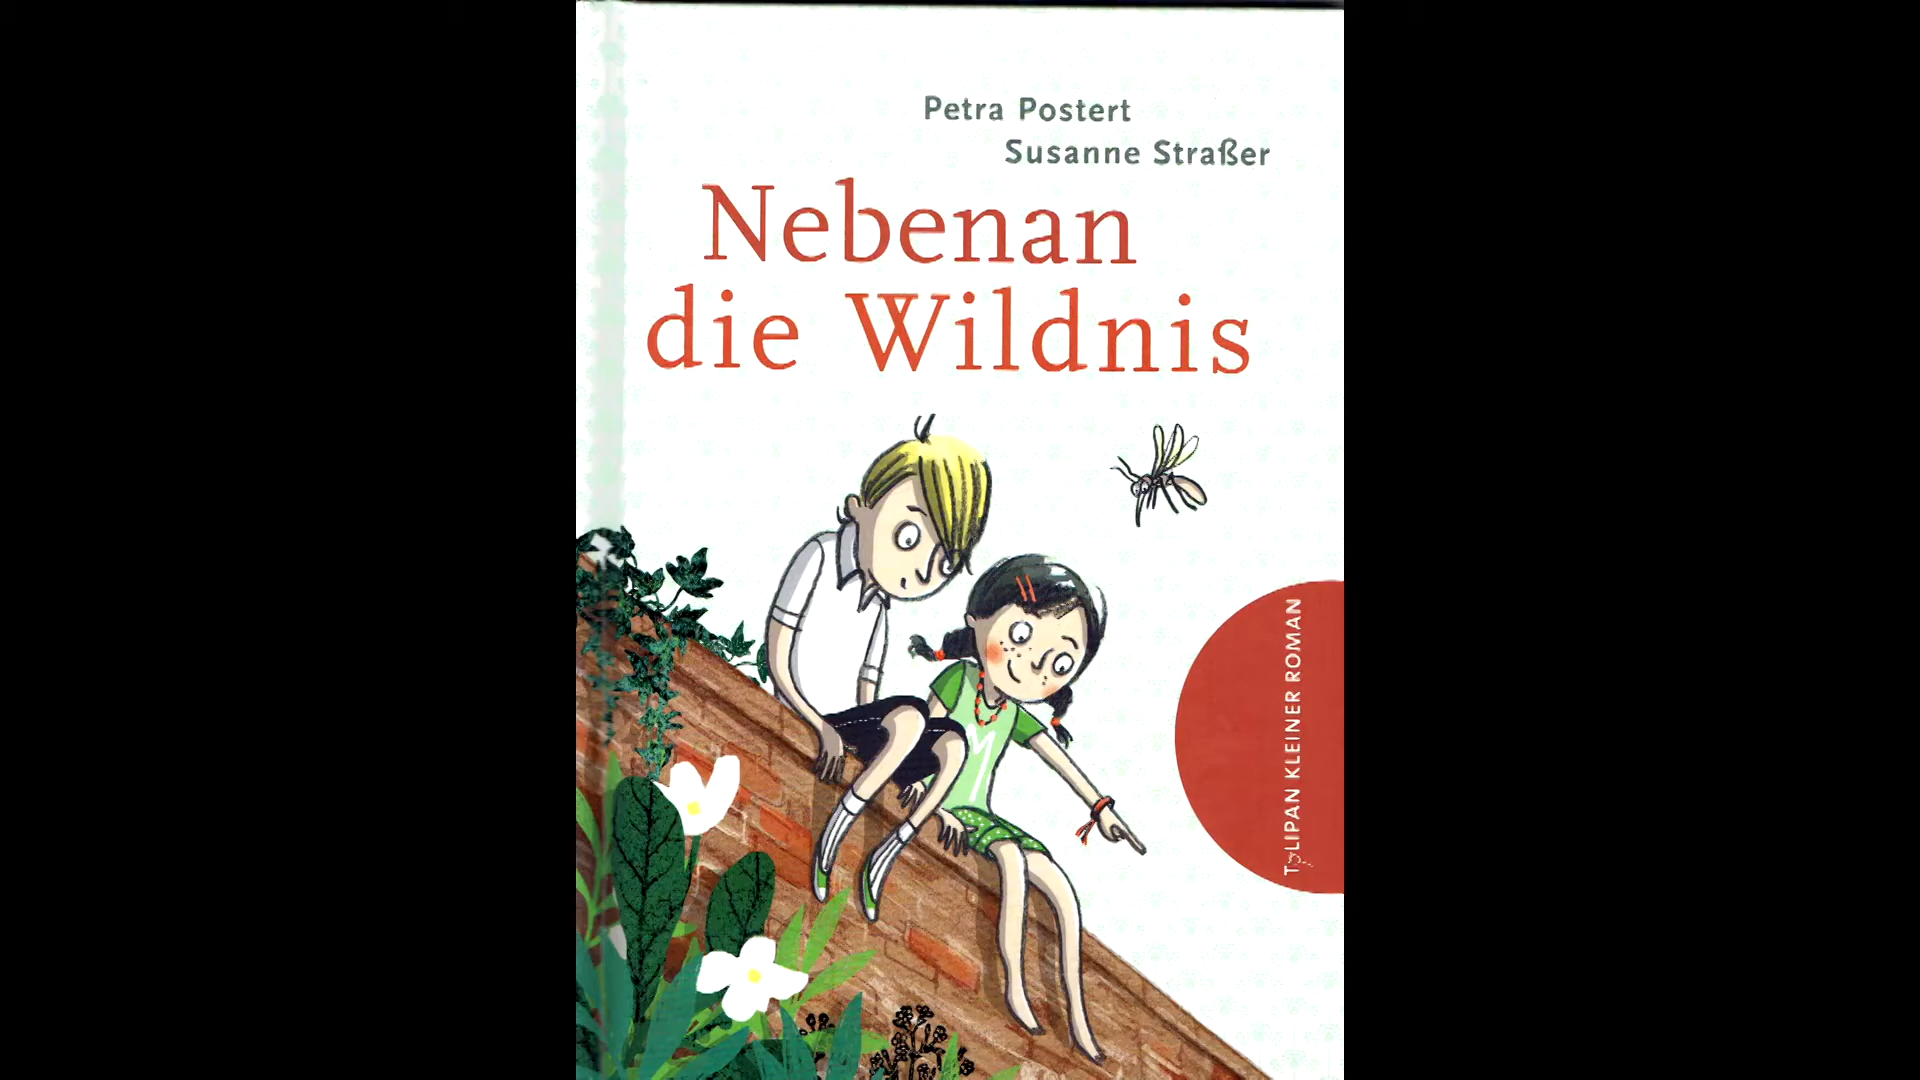 Petra Postert
Susanne Straßer
Nebenan
die Wildnis
M
TULIPAN KLEINER ROMAN